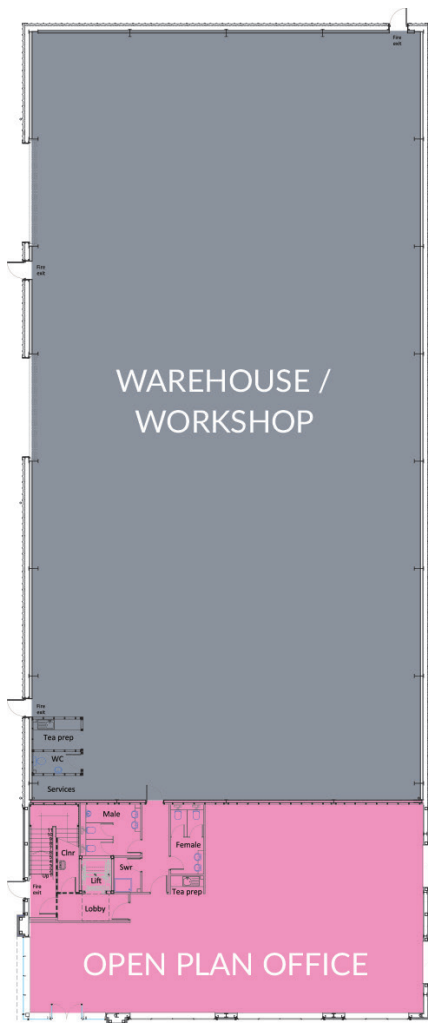 Fire
exit
Fire
exit
WAREHOUSE /
WORKSHOP
Fire
exit
Tea prep
WC
Services
Male
Female
Clnr
Swr
Up
Lift
Fire
exit
Tea prep
Lobby
OPEN PLAN OFFICE